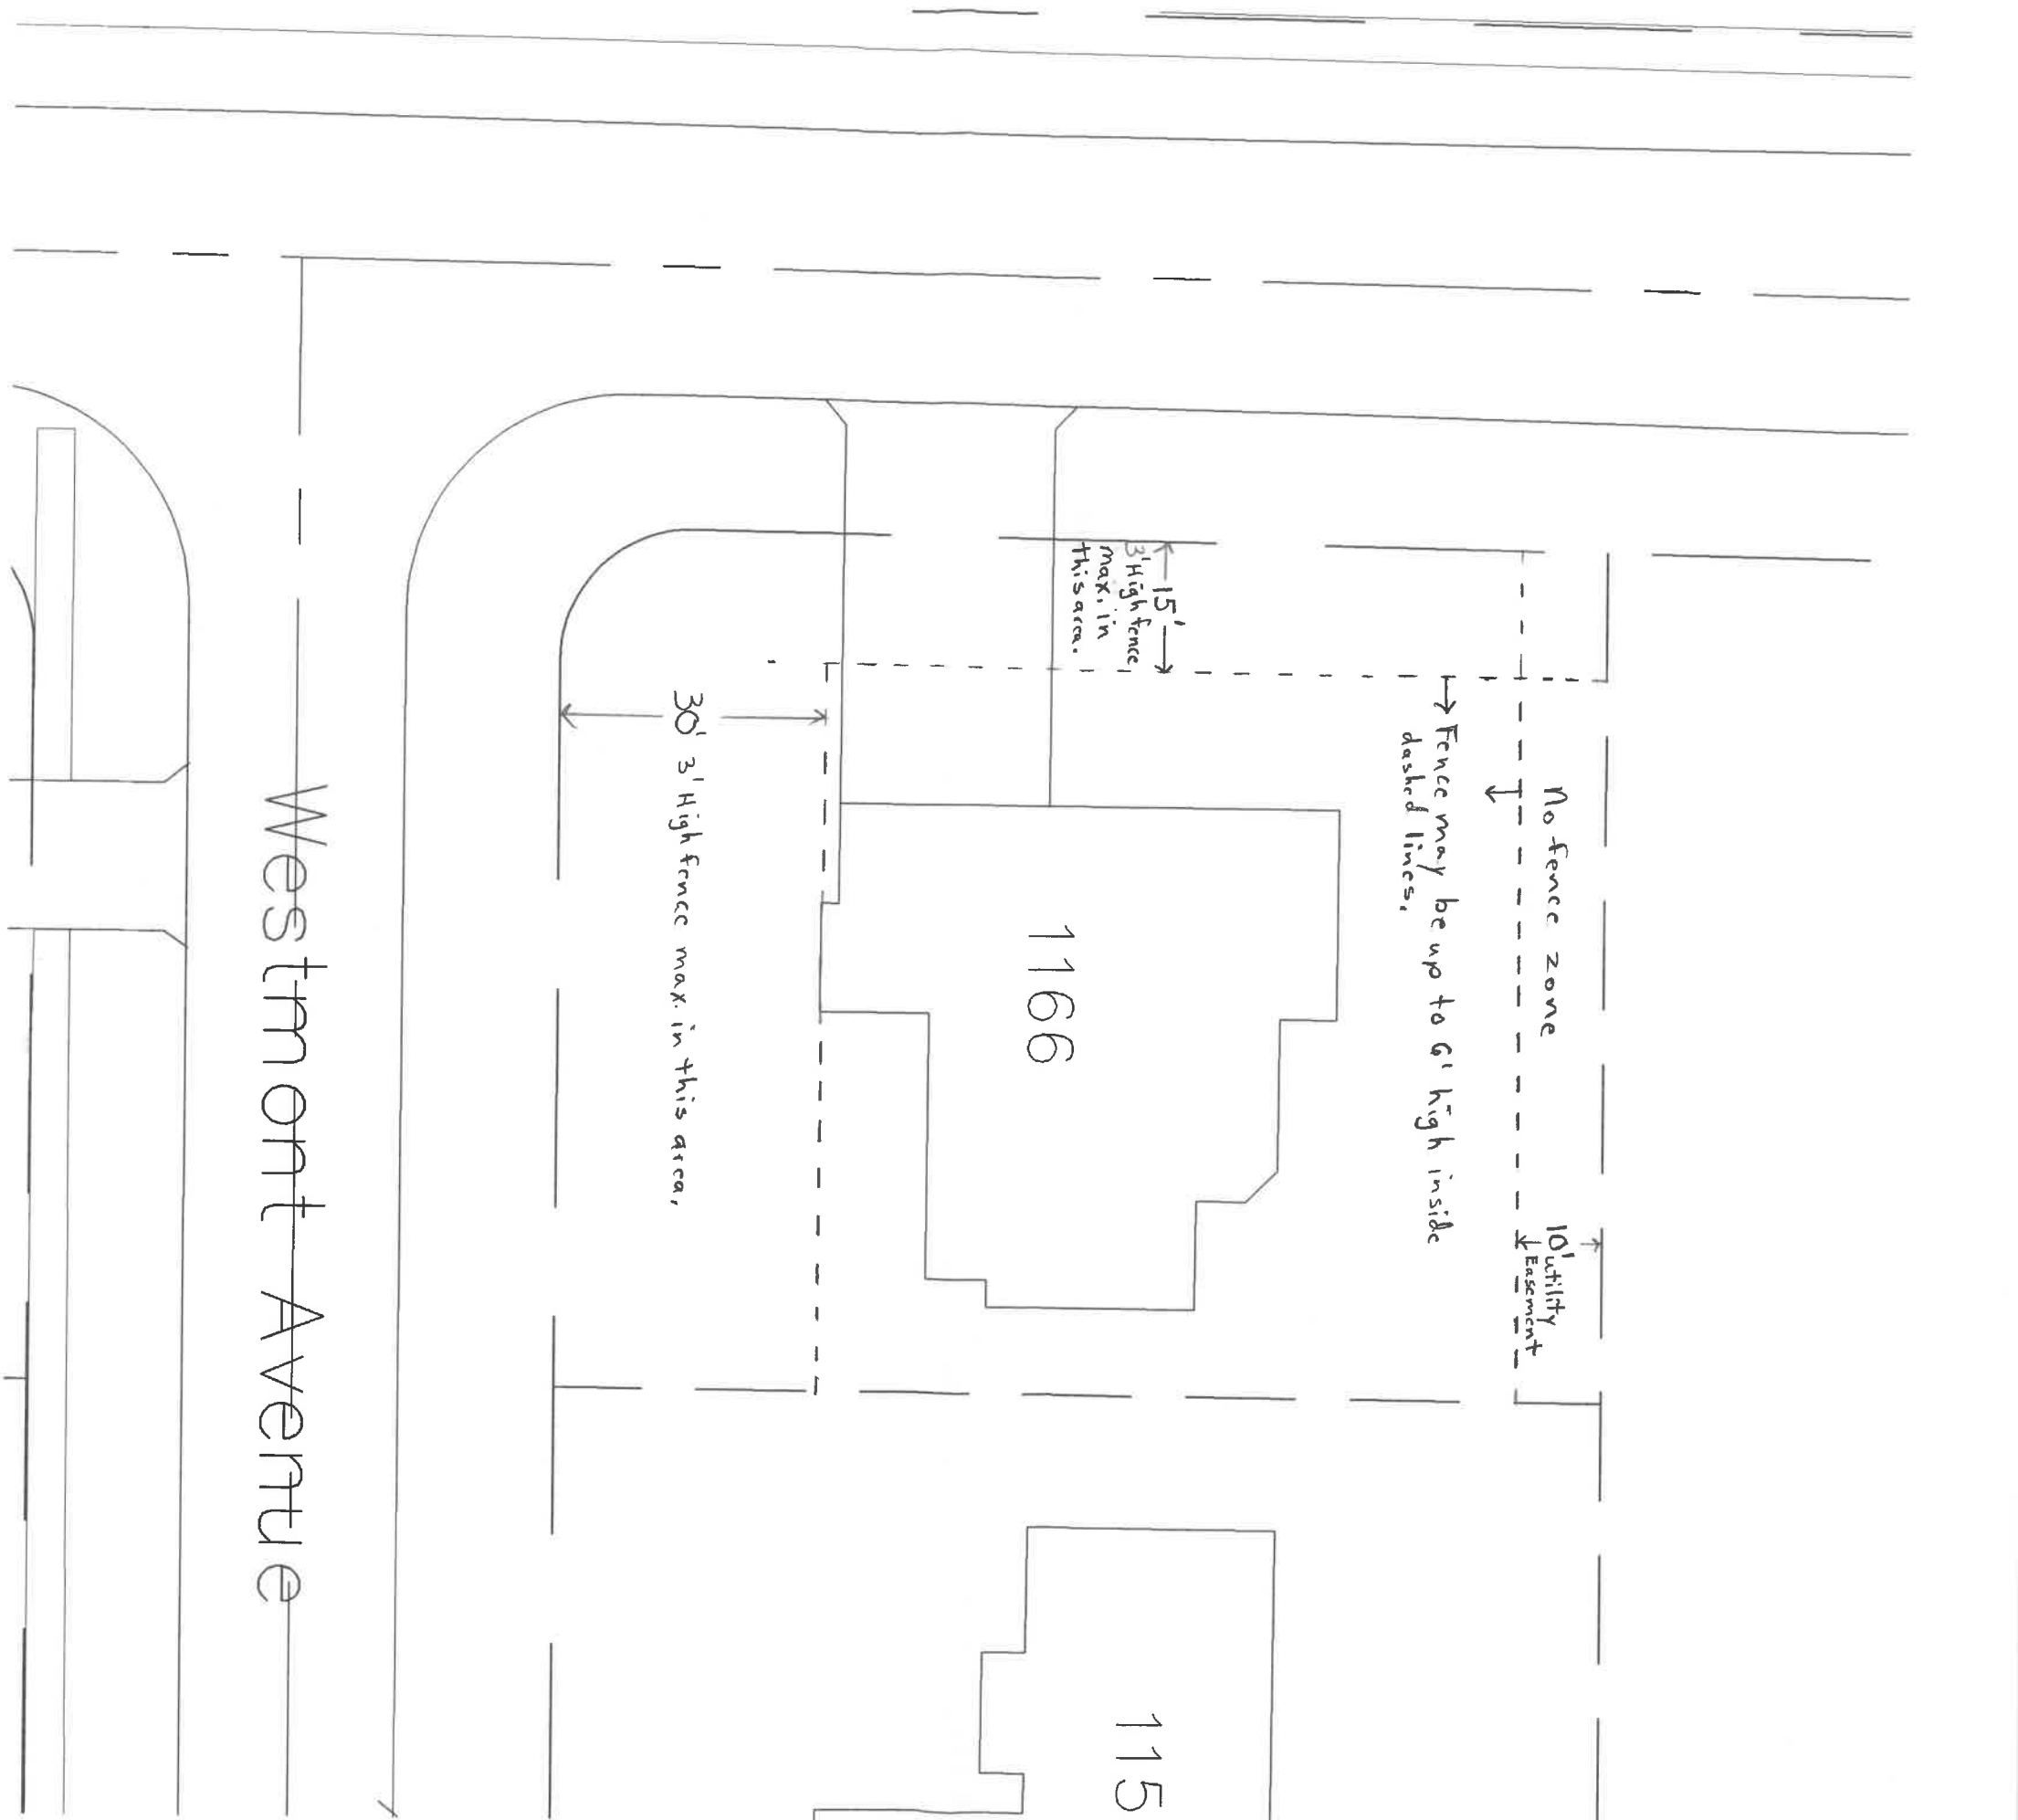 No fence zone
10' utility
Easement
Fence may be up to 6' high inside
dashed lines.
15'
3' High fence
max. in
this area.
1166
115
30' 3' High fence max. in this area.
Westmont Avenue